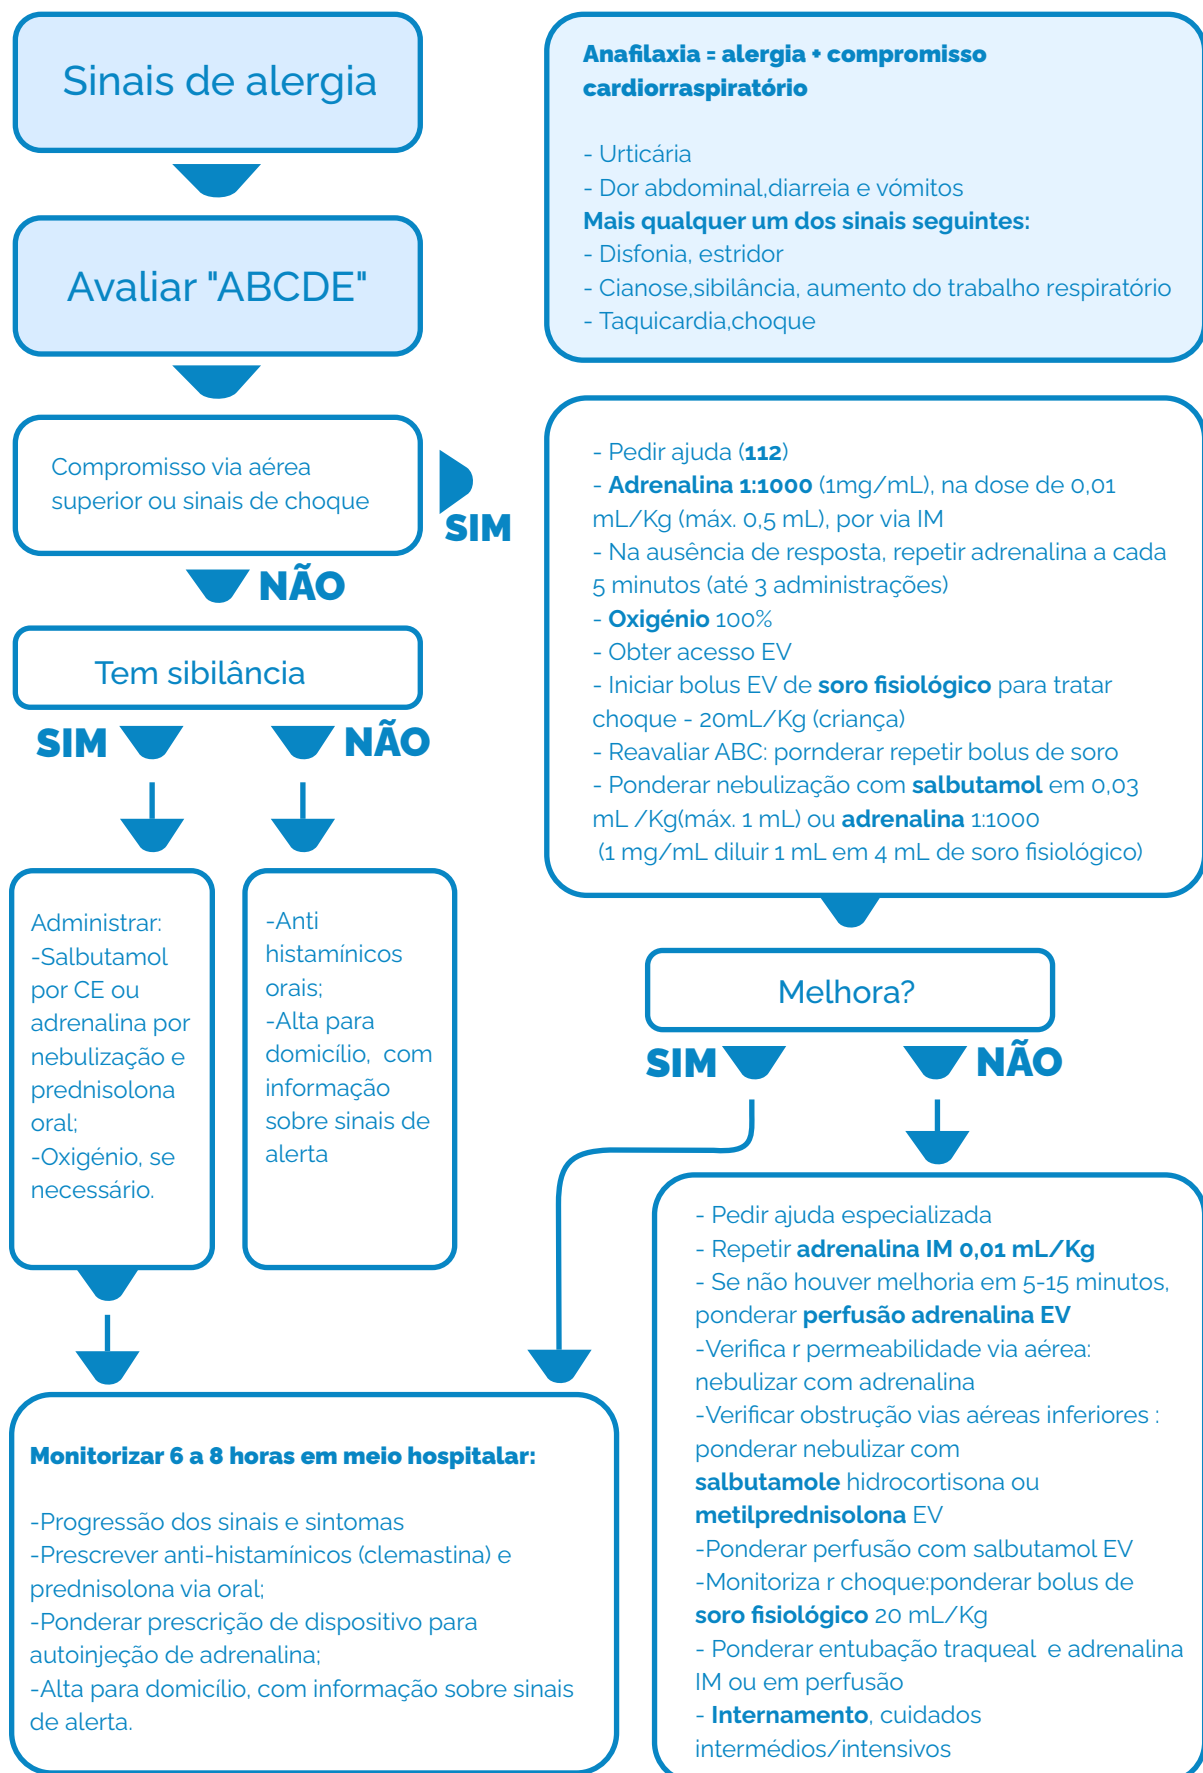 Sinais de alergia
Avaliar "ABCDE"
Compromisso via aérea
superior ou sinais de choque
SIM
NÃO
Tem sibilância
SIM
NÃO
Administrar:
-Salbutamol
por CE ou
adrenalina por
nebulização e
prednisolona
oral;
-Oxigénio, se
necessário.
-Anti
histamínicos
orais;
-Alta para
domicílio, com
informação
sobre sinais de
alerta
Anafilaxia = alergia + compromisso
cardiorraspiratório
- Urticária
- Dor abdominal,diarreia e vómitos
Mais qualquer um dos sinais seguintes:
- Disfonia, estridor
- Cianose,sibilância, aumento do trabalho respiratório
- Taquicardia,choque
- Pedir ajuda (112)
- Adrenalina 1:1000 (1mg/mL), na dose de 0,01
mL/Kg (máx. 0,5 mL), por via IM
- Na ausência de resposta, repetir adrenalina a cada
5 minutos (até 3 administrações)
- Oxigénio 100%
- Obter acesso EV
- Iniciar bolus EV de soro fisiológico para tratar
choque - 20mL/Kg (criança)
- Reavaliar ABC: pornderar repetir bolus de soro
- Ponderar nebulização com salbutamol em 0,03
mL /Kg(máx. 1 mL) ou adrenalina 1:1000
(1 mg/mL diluir 1 mL em 4 mL de soro fisiológico)
Melhora?
SIM
NÃO
- Pedir ajuda especializada
- Repetir adrenalina IM 0,01 mL/Kg
- Se não houver melhoria em 5-15 minutos,
ponderar perfusão adrenalina EV
-Verifica r permeabilidade via aérea:
nebulizar com adrenalina
-Verificar obstrução vias aéreas inferiores :
ponderar nebulizar com
salbutamole hidrocortisona ou
metilprednisolona EV
-Ponderar perfusão com salbutamol EV
-Monitoriza r choque:ponderar bolus de
soro fisiológico 20 mL/Kg
- Ponderar entubação traqueal e adrenalina
IM ou em perfusão
- Internamento, cuidados
intermédios/intensivos
Monitorizar 6 a 8 horas em meio hospitalar:
-Progressão dos sinais e sintomas
-Prescrever anti-histamínicos (clemastina) e
prednisolona via oral;
-Ponderar prescrição de dispositivo para
autoinjeção de adrenalina;
-Alta para domicílio, com informação sobre sinais
de alerta.